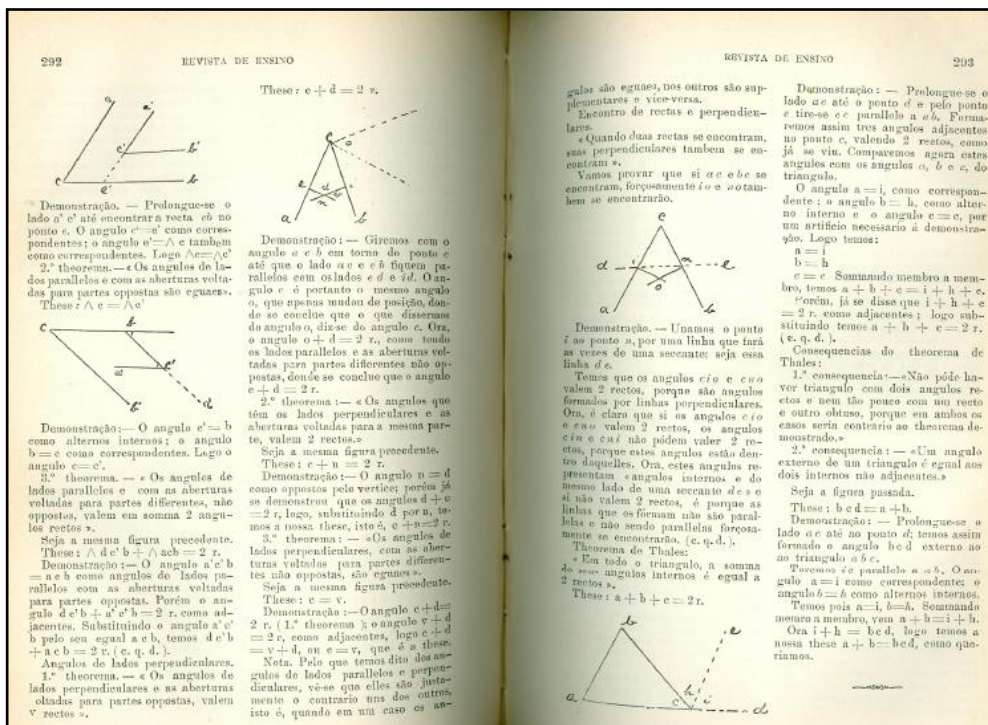 292
REVISTA DE ENSINO
Demonstração. — Prolongue-se o
lado a' c' até encontrar a recta cb no
ponto e. O angulo c'=e' como corres-
pondentes; o angulo e'=∧ c tambem
como correspondentes. Logo ∧c=∧c'
2.º theorema.—« Os angulos de la-
dos parallelos e com as aberturas volta-
das para partes oppostas são eguaes».
These: ∧ c = ∧ c'
Demonstração:— O angulo c' = b
como alternos internos; o angulo
b = c como correspondentes. Logo o
angulo c= c'.
3.º theorema. — « Os angulos de
lados parallelos e com as aberturas
voltadas para partes differentes, não
oppostas, valem em somma 2 angu-
los rectos ».
Seja a mesma figura precedente.
These: ∧ d c' b + ∧ acb = 2 r.
Demonstração:— O angulo a' c' b
= a c b como angulos de lados pa-
rallelos com as aberturas voltadas
para partes oppostas. Porém o an-
gulo d c' b + a' c' b = 2 r. como ad-
jacentes. Substituindo o angulo a' c'
b pelo seu egual a c b, temos d c' b
+ a c b = 2 r. ( c. q. d. ).
Angulos de lados perpendiculares.
1.º theorema. — « Os angulos de
lados perpendiculares e as aberturas
oltadas para partes oppostas, valem
v rectos ».
These: c + d = 2 r.
Demonstração: — Giremos com o
angulo a c b em torno do ponto c
até que o lado ac e c b fiquem pa-
rallelos com os lados e d e id. O an-
gulo c é portanto o mesmo angulo
o, que apenas mudou de posição, don-
de se conclue que o que dissermos
do angulo o, diz-se do angulo c. Ora,
o angulo o + d = 2 r., como tendo
os lados parallelos e as aberturas vol-
tadas para partes differentes não op-
postas, donde se conclue que o angulo
c + d = 2 r.
2.º theorema :— « Os angulos que
têm os lados perpendiculares e as
aberturas voltadas para a mesma par-
te, valem 2 rectos.»
Seja a mesma figura precedente.
These: c + n = 2 r.
Demonstração:— O angulo n = d
como oppostos pelo vertice; porém já
se demonstrou que os angulos d + c
= 2 r, logo, substituindo d por n, te-
mos a nossa these, isto é, c + n=2 r.
3.º theorema: — «Os angulos de
lados perpendiculares, com as aber-
turas voltadas para partes differen-
tes não oppostas, são eguaes».
Seja a mesma figura precedente.
These: c = v.
Demonstração :—O angulo c + d=
2 r. ( 1.º theorema ); o angulo v + d
= 2 r, como adjacentes, logo c + d
= v + d, ou c = v, que é a these.
Nota. Pelo que temos dito dos an-
gulos de lados parallelos e perpen-
diculares, vê-se que elles são justa-
mente o contrario uns dos outros,
isto é, quando em um caso os an-
REVISTA DE ENSINO
293
gulos são eguaes, nos outros são sup-
plementares e vice-versa.
Encontro de rectas e perpendicu-
lares.
«Quando duas rectas se encontram,
suas perpendiculares tambem se en-
contram ».
Vamos provar que si a c e b c se
encontram, forçosamente i o e n o tam-
bem se encontrarão.
Demonstração. — Unamos o ponto
i ao ponto n, por uma linha que fará
as vezes de uma seccante: seja essa
linha d e.
Temos que os angulos c i o e c n o
valem 2 rectos, porque são angulos
formados por linhas perpendiculares.
Ora, é claro que si os angulos c i o
e c n o valem 2 rectos, os angulos
c i n e c n i não pódem valer 2 re-
ctos, porque estes angulos estão den-
tro daquelles. Ora, estes angulos re-
presentam «angulos internos e do
mesmo lado de uma seccante d e » e
si não valem 2 rectos, é porque as
linhas que os fórmam não são paral-
lelas e não sendo parallelas forçosa-
mente se encontrarão. (c. q. d.).
Theorema de Thales:
« Em todo o triangulo, a somma
do seus angulos internos é egual a
2 rectos ».
These: a + b + c = 2 r.
Demonstração : — Prolongue-se o
lado a c até o ponto d e pelo ponto
c tire-se e c parallelo a a b. Forma-
remos assim tres angulos adjacentes
no ponto c, valendo 2 rectos, como
já se viu. Comparemos agora estes
angulos com os angulos a, b e c, do
triangulo.
O angulo a = i, como correspon-
dente ; o angulo b = h, como alter-
no interno e o angulo c = c, por
um artificio necessario á demonstra-
ção. Logo temos:
a = i
b = h
c = c Sommando membro a mem-
bro, temos a + b + c = i + h + c.
Porém, já se disse que i + h + c
= 2 r. como adjacentes ; logo sub-
stituindo temos a + b + c = 2 r.
( c. q. d. ).
Consequencias do theorema de
Thales:
1.ª consequencia:—«Não póde ha-
ver triangulo com dois angulos re-
ctos e nem tão pouco com um recto
e outro obtuso, porque em ambos os
casos seria contrario ao theorema de-
monstrado.»
2.ª consequencia : — «Um angulo
externo de um triangulo é egual aos
dois internos não adjacentes.»
Seja a figura passada.
These: b c d = a + b.
Demonstração: — Prolongue-se o
lado a c até ao ponto d; temos assim
formado o angulo b c d externo ao
ao triangulo a b c.
Tiremos e c parallelo a a b. O an-
gulo a = i como correspondente; o
angulo b = h como alternos internos.
Temos pois a=i, b=h. Sommando
membro a membro, vem a + b = i + h.
Ora i + h = b c d, logo temos a
nossa these a + b = b c d, como que-
riamos.